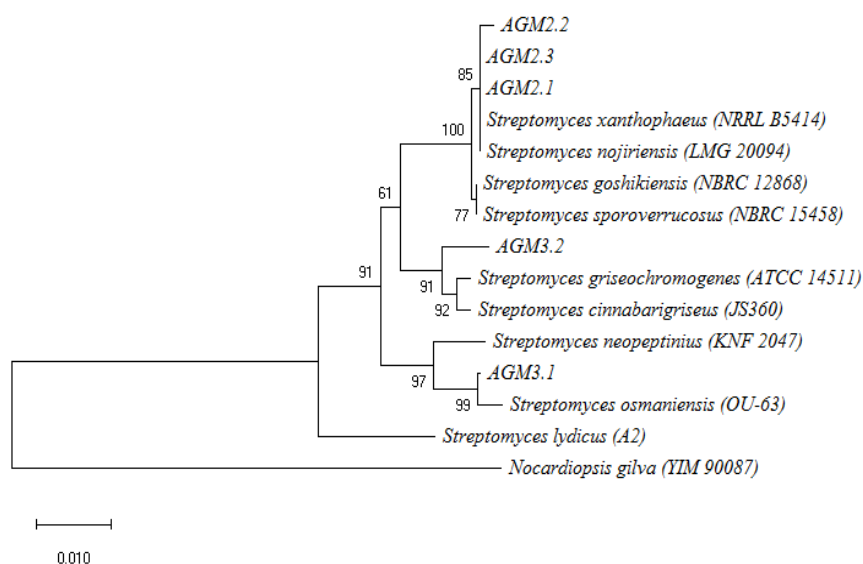 AGM2.2
AGM2.3
85
AGM2.1
Streptomyces xanthophaeus (NRRL B5414)
100
Streptomyces nojiriensis (LMG 20094)
Streptomyces goshikiensis (NBRC 12868)
61
77
Streptomyces sporoverrucosus (NBRC 15458)
AGM3.2
91
Streptomyces griseochromogenes (ATCC 14511)
91
92
Streptomyces cinnabarigriseus (JS360)
Streptomyces neopeptinius (KNF 2047)
AGM3.1
97
99
Streptomyces osmaniensis (OU-63)
Streptomyces lydicus (A2)
Nocardiopsis gilva (YIM 90087)
0.010